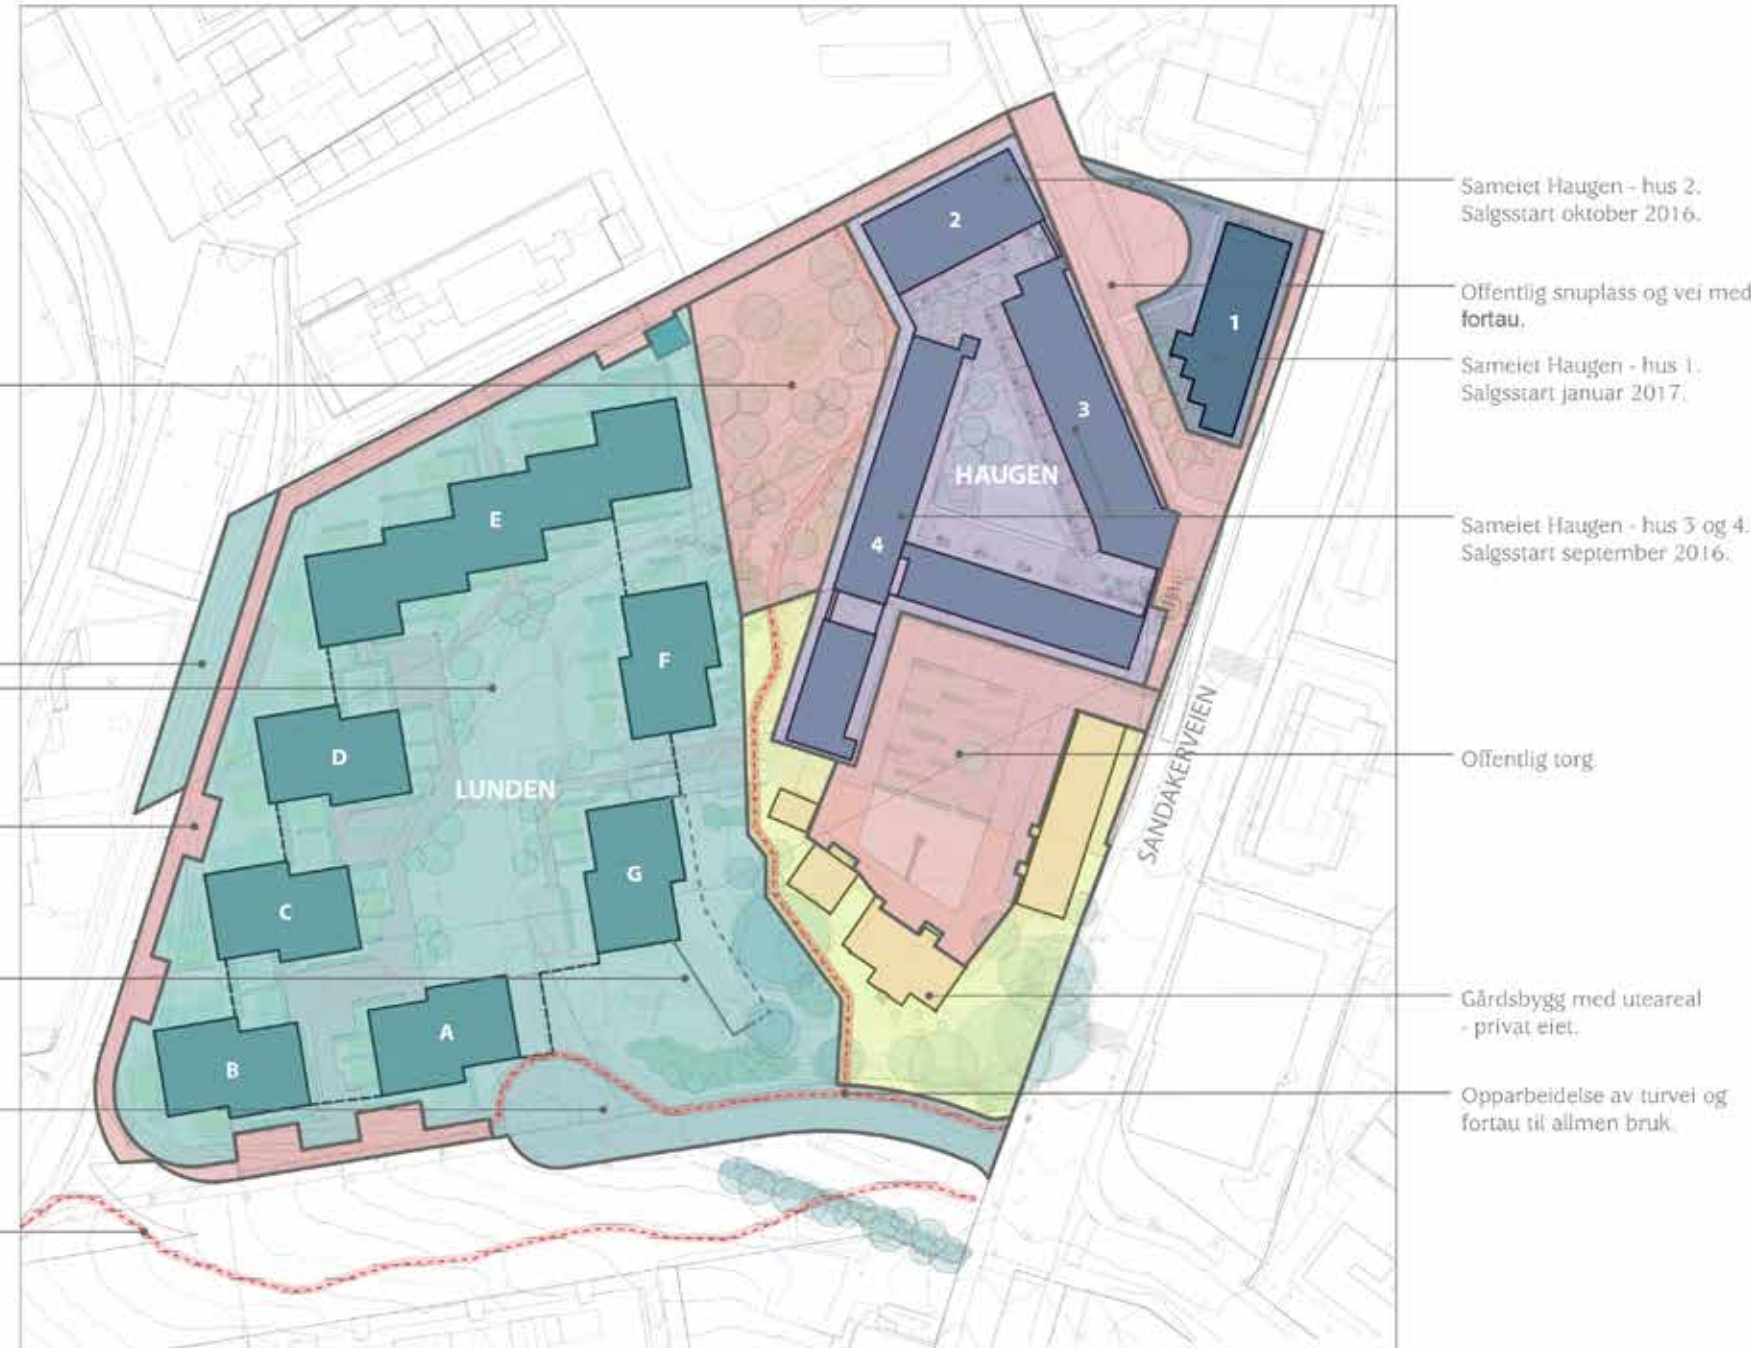 Sameiet Haugen - hus 2.
Salgsstart oktober 2016.
Offentlig snuplass og vei med
fortau.
Sameiet Haugen - hus 1.
Salgsstart januar 2017.
Sameiet Haugen - hus 3 og 4.
Salgsstart september 2016.
Offentlig torg
Gårdsbygg med uteareal
- privat eiet.
Opparbeidelse av turvei og
fortau til allmen bruk.
2
1
3
HAUGEN
4
E
F
D
LUNDEN
G
C
A
B
SANDAKERVEIEN